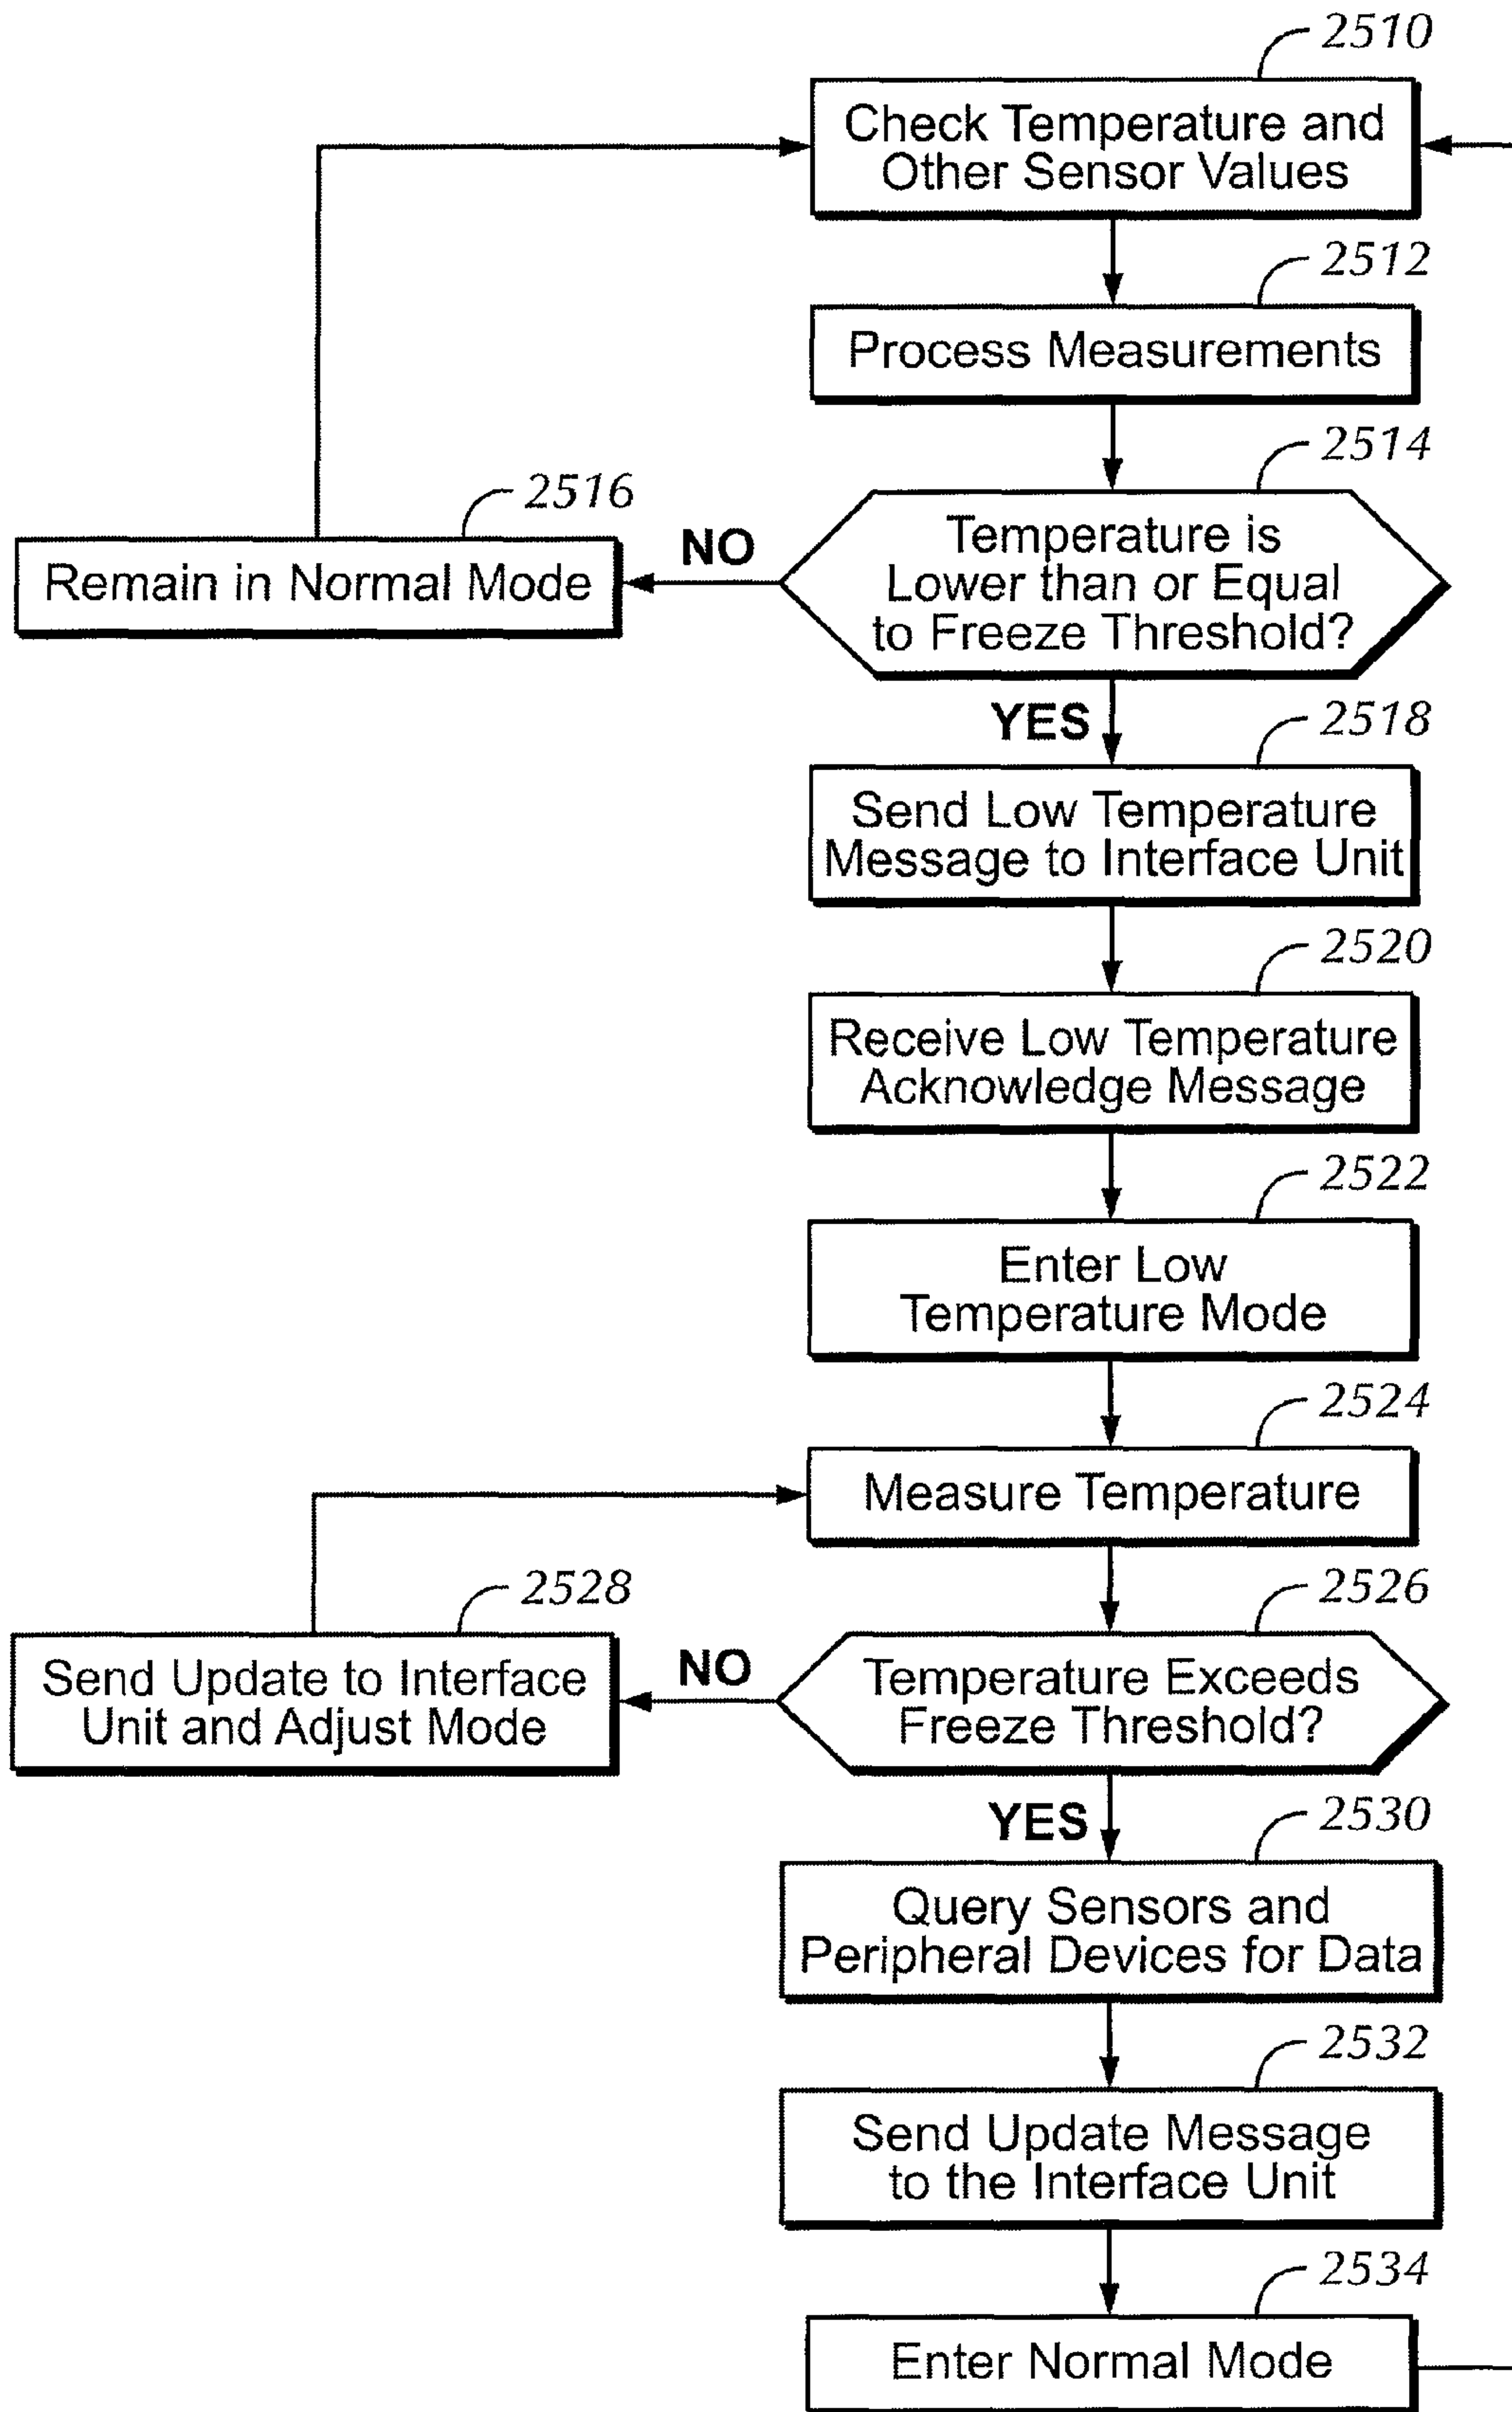 2510
Check Temperature and
Other Sensor Values
2512
Process Measurements
2514
Temperature is
Lower than or Equal
to Freeze Threshold?
NO
2516
Remain in Normal Mode
YES
2518
Send Low Temperature
Message to Interface Unit
2520
Receive Low Temperature
Acknowledge Message
2522
Enter Low
Temperature Mode
2524
Measure Temperature
2526
Temperature Exceeds
Freeze Threshold?
NO
2528
Send Update to Interface
Unit and Adjust Mode
YES
2530
Query Sensors and
Peripheral Devices for Data
2532
Send Update Message
to the Interface Unit
2534
Enter Normal Mode